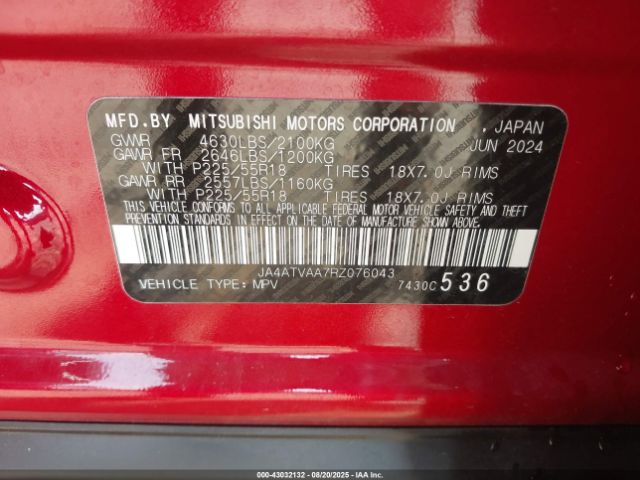 MFD.BY MITSUBISHI MOTORS CORPORATION , JAPAN
GVWR 4630LBS/2100KG JUN 2024
GAWR FR 2646LBS/1200KG
WITH P225/55R18 TIRES 18X7.0J RIMS
GAWR RR 2557LBS/1160KG
WITH P225/55R18 TIRES 18X7.0J RIMS
THIS VEHICLE CONFORMS TO ALL APPLICABLE FEDERAL MOTOR VEHICLE SAFETY AND THEFT
PREVENTION STANDARDS IN EFFECT ON THE DATE OF MANUFACTURE SHOWN ABOVE.
JA4ATVAA7RZ076043
VEHICLE TYPE: MPV 7430C 536
000-43032132 - 08/20/2025 - IAA Inc.